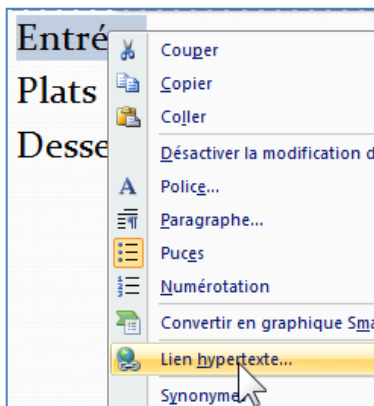 Entré
Plats
Desse
Couper
Copier
Coller
Désactiver la modification d
Police...
Paragraphe...
Puces
Numérotation
Convertir en graphique Sma
Lien hypertexte...
Synonyme